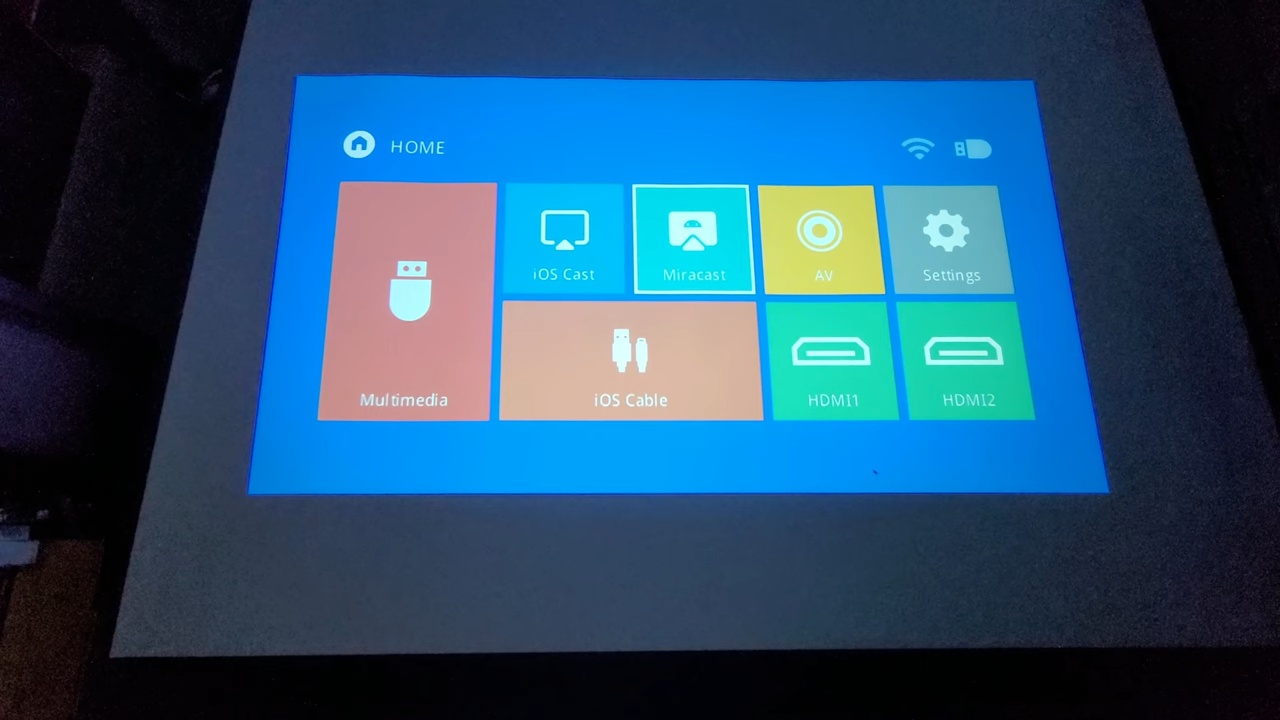 HOME
iOS Cast
Miracast
AV
Settings
Multimedia
iOS Cable
HDMI1
HDMI2